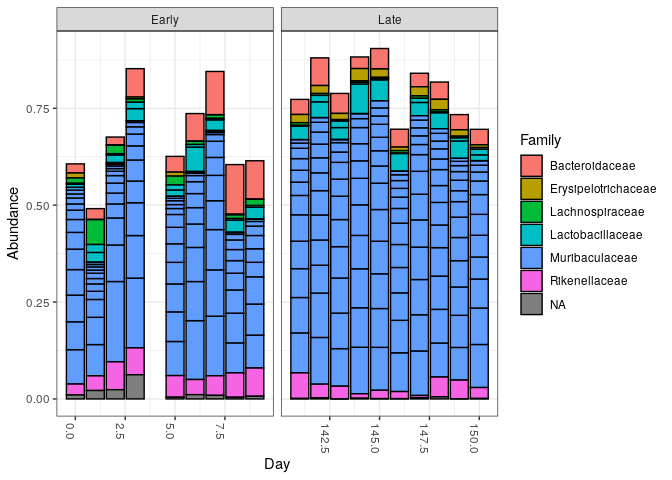 Early
Late
Abundance
0.75
0.50
0.25
0.00
0.0
2.5
5.0
7.5
142.5
145.0
147.5
150.0
Day
Family
Bacteroidaceae
Erysipelotrichaceae
Lachnospiraceae
Lactobacillaceae
Muribaculaceae
Rikenellaceae
NA